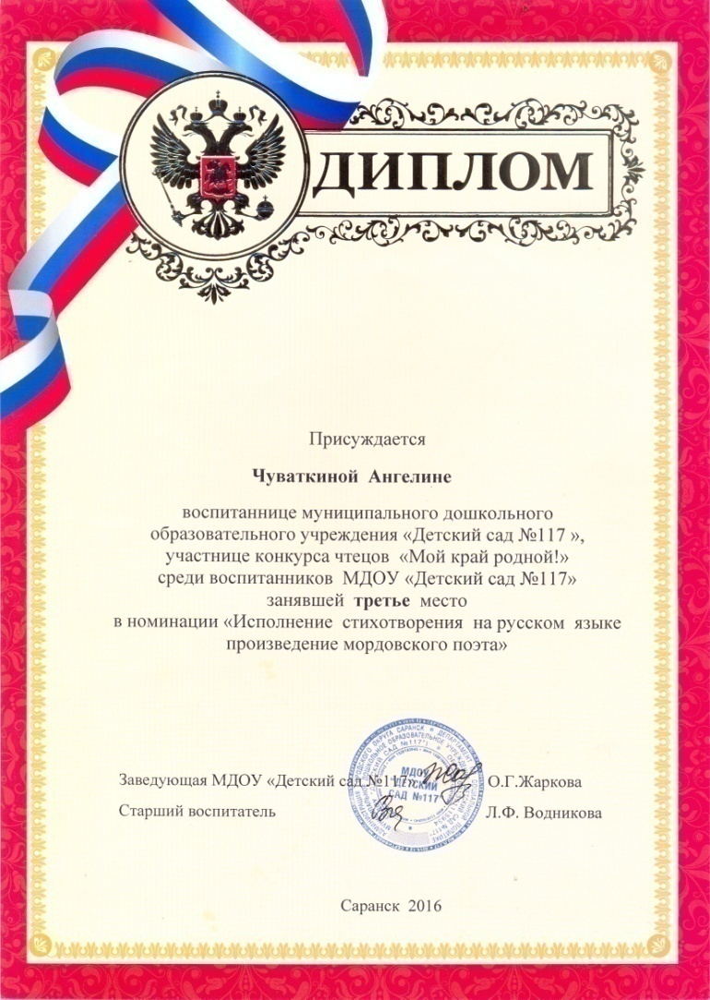 ДИПЛОМ
Присуждается
Чуваткиной Ангелине
воспитаннице муниципального дошкольного
образовательного учреждения «Детский сад №117 »,
участнице конкурса чтецов «Мой край родной!»
среди воспитанников МДОУ «Детский сад №117»
занявшей третье место
в номинации «Исполнение стихотворения на русском языке
произведение мордовского поэта»
Заведующая МДОУ «Детский сад №117» О.Г.Жаркова
МДОУ
ДЕТСКИЙ
САД №117
Старший воспитатель Л.Ф. Водникова
Саранск 2016